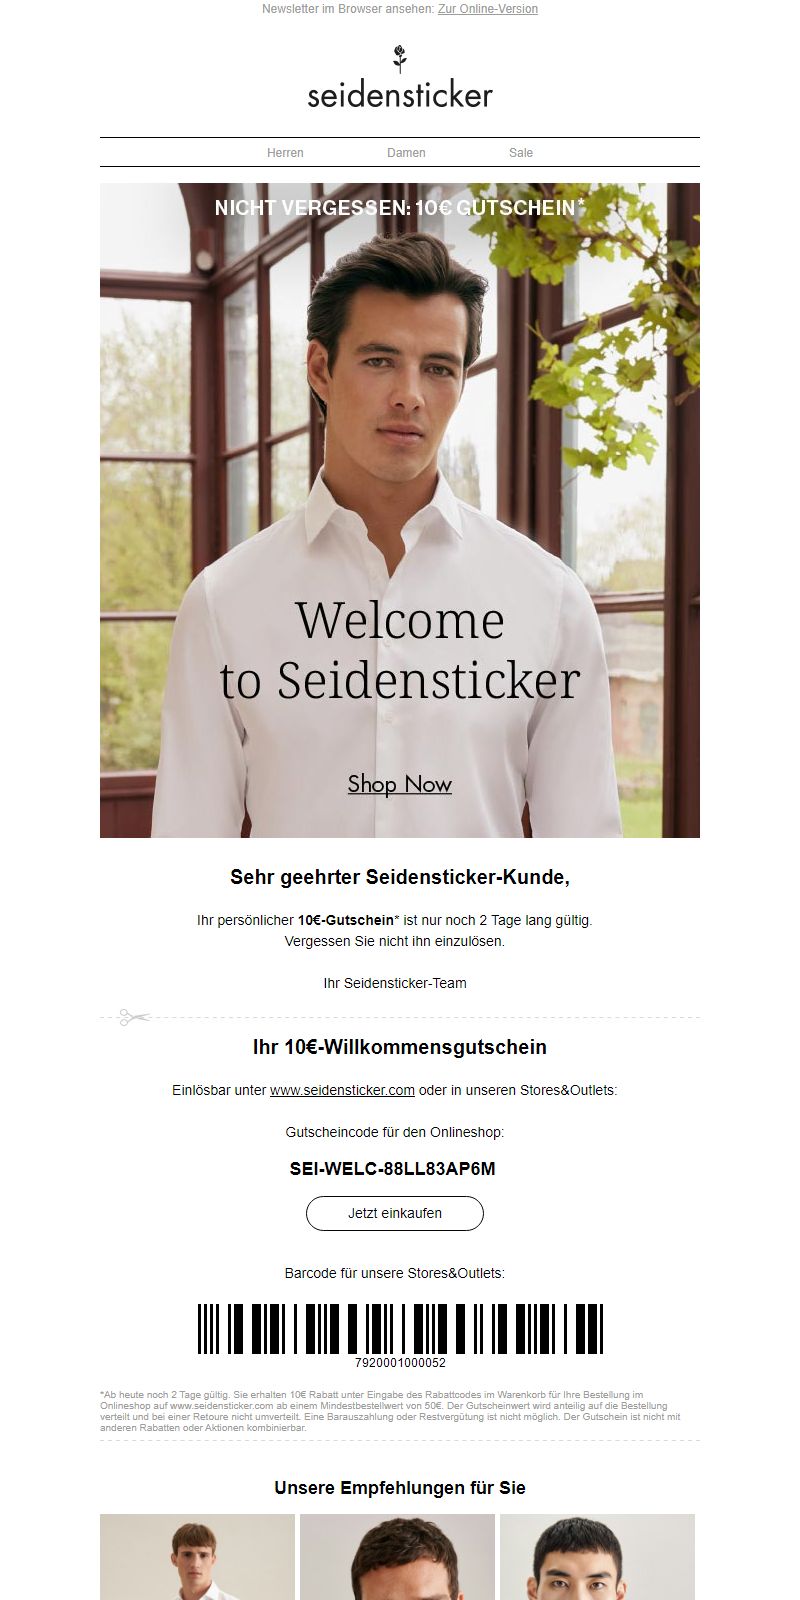 Newsletter im Browser ansehen: Zur Online-Version
seidensticker
Herren Damen Sale
NICHT VERGESSEN: 10€ GUTSCHEIN*
Welcome
to Seidensticker
Shop Now
Sehr geehrter Seidensticker-Kunde,
Ihr persönlicher 10€-Gutschein* ist nur noch 2 Tage lang gültig.
Vergessen Sie nicht ihn einzulösen.
Ihr Seidensticker-Team
Ihr 10€-Willkommensgutschein
Einlösbar unter www.seidensticker.com oder in unseren Stores&Outlets:
Gutscheincode für den Onlineshop:
SEI-WELC-88LL83AP6M
Jetzt einkaufen
Barcode für unsere Stores&Outlets:
7920001000052
*Ab heute noch 2 Tage gültig. Sie erhalten 10€ Rabatt unter Eingabe des Rabattcodes im Warenkorb für Ihre Bestellung im
Onlineshop auf www.seidensticker.com ab einem Mindestbestellwert von 50€. Der Gutscheinwert wird anteilig auf die Bestellung
verteilt und bei einer Retoure nicht umverteilt. Eine Barauszahlung oder Restvergütung ist nicht möglich. Der Gutschein ist nicht mit
anderen Rabatten oder Aktionen kombinierbar.
Unsere Empfehlungen für Sie